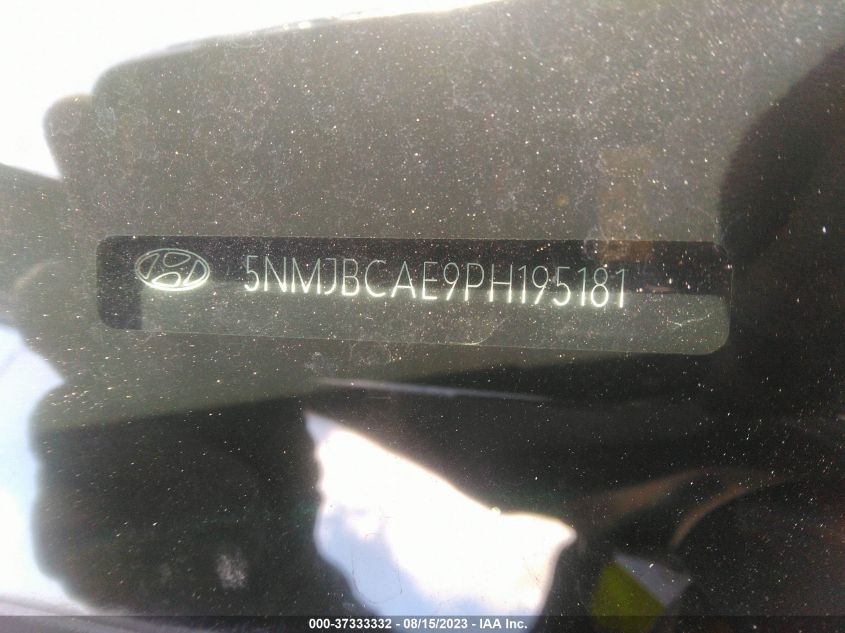 5NMJBCAE9PH195181
000-37333332 - 08/15/2023 - IAA Inc.